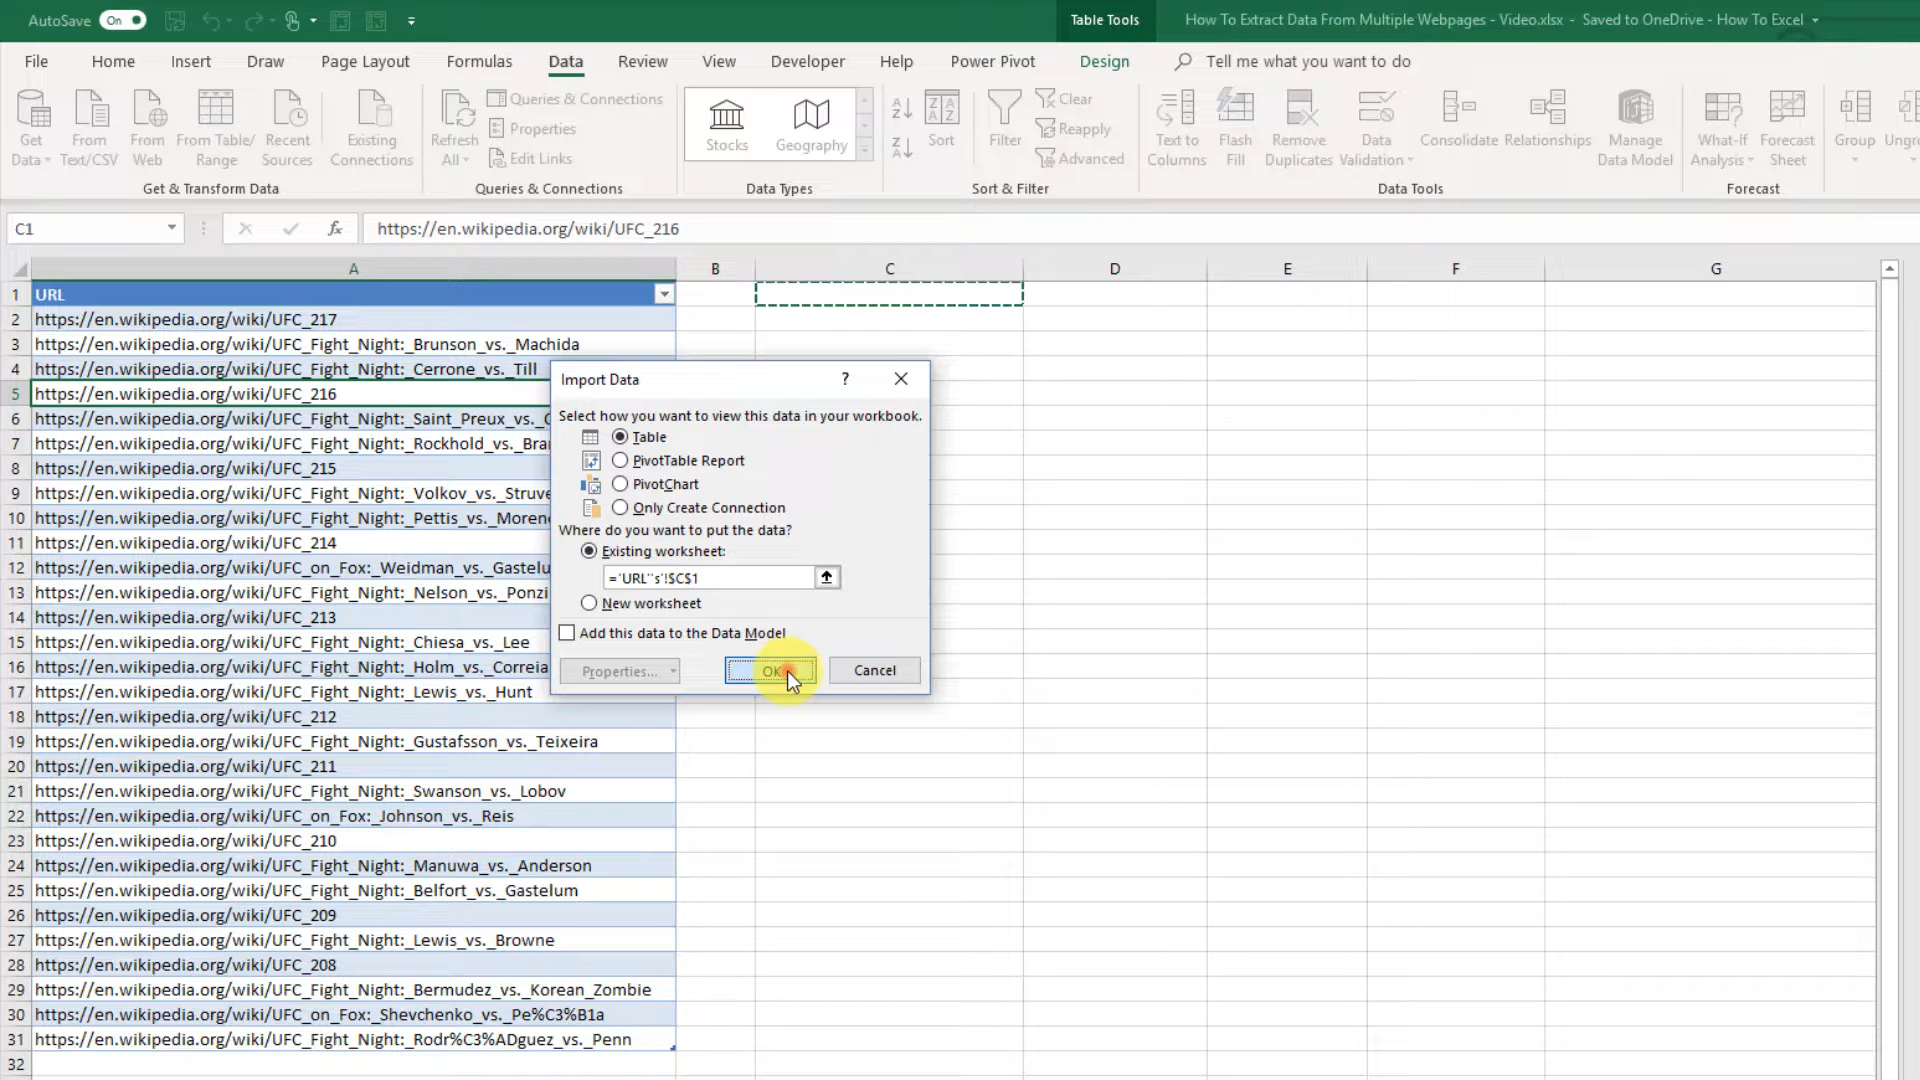 AutoSave On
Table Tools
How To Extract Data From Multiple Webpages - Video.xlsx - Saved to OneDrive - How To Excel
File Home Insert Draw Page Layout Formulas Data Review View Developer Help Power Pivot Design Tell me what you want to do
Get Data
From Text/CSV
From Web
From Table/ Range
Recent Sources
Existing Connections
Get & Transform Data
Refresh All
Queries & Connections
Properties
Edit Links
Queries & Connections
Stocks
Geography
Data Types
Sort
Filter
Clear
Reapply
Advanced
Sort & Filter
Text to Columns
Flash Fill
Remove Duplicates
Data Validation
Consolidate
Relationships
Manage Data Model
Data Tools
What-If Analysis
Forecast Sheet
Forecast
Group
C1
fx
https://en.wikipedia.org/wiki/UFC_216
A B C D E F G
1 URL
2 https://en.wikipedia.org/wiki/UFC_217
3 https://en.wikipedia.org/wiki/UFC_Fight_Night:_Brunson_vs._Machida
4 https://en.wikipedia.org/wiki/UFC_Fight_Night:_Cerrone_vs._Till
5 https://en.wikipedia.org/wiki/UFC_216
6 https://en.wikipedia.org/wiki/UFC_Fight_Night:_Saint_Preux_vs._
7 https://en.wikipedia.org/wiki/UFC_Fight_Night:_Rockhold_vs._Bra
8 https://en.wikipedia.org/wiki/UFC_215
9 https://en.wikipedia.org/wiki/UFC_Fight_Night:_Volkov_vs._Struve
10 https://en.wikipedia.org/wiki/UFC_Fight_Night:_Pettis_vs._Moren
11 https://en.wikipedia.org/wiki/UFC_214
12 https://en.wikipedia.org/wiki/UFC_on_Fox:_Weidman_vs._Gastelu
13 https://en.wikipedia.org/wiki/UFC_Fight_Night:_Nelson_vs._Ponzi
14 https://en.wikipedia.org/wiki/UFC_213
15 https://en.wikipedia.org/wiki/UFC_Fight_Night:_Chiesa_vs._Lee
16 https://en.wikipedia.org/wiki/UFC_Fight_Night:_Holm_vs._Correia
17 https://en.wikipedia.org/wiki/UFC_Fight_Night:_Lewis_vs._Hunt
18 https://en.wikipedia.org/wiki/UFC_212
19 https://en.wikipedia.org/wiki/UFC_Fight_Night:_Gustafsson_vs._Teixeira
20 https://en.wikipedia.org/wiki/UFC_211
21 https://en.wikipedia.org/wiki/UFC_Fight_Night:_Swanson_vs._Lobov
22 https://en.wikipedia.org/wiki/UFC_on_Fox:_Johnson_vs._Reis
23 https://en.wikipedia.org/wiki/UFC_210
24 https://en.wikipedia.org/wiki/UFC_Fight_Night:_Manuwa_vs._Anderson
25 https://en.wikipedia.org/wiki/UFC_Fight_Night:_Belfort_vs._Gastelum
26 https://en.wikipedia.org/wiki/UFC_209
27 https://en.wikipedia.org/wiki/UFC_Fight_Night:_Lewis_vs._Browne
28 https://en.wikipedia.org/wiki/UFC_208
29 https://en.wikipedia.org/wiki/UFC_Fight_Night:_Bermudez_vs._Korean_Zombie
30 https://en.wikipedia.org/wiki/UFC_on_Fox:_Shevchenko_vs._Pe%C3%B1a
31 https://en.wikipedia.org/wiki/UFC_Fight_Night:_Rodr%C3%ADguez_vs._Penn
32
Import Data ?
Select how you want to view this data in your workbook.
Table
PivotTable Report
PivotChart
Only Create Connection
Where do you want to put the data?
Existing worksheet:
='URL''s'!$C$1
New worksheet
Add this data to the Data Model
Properties...
OK
Cancel